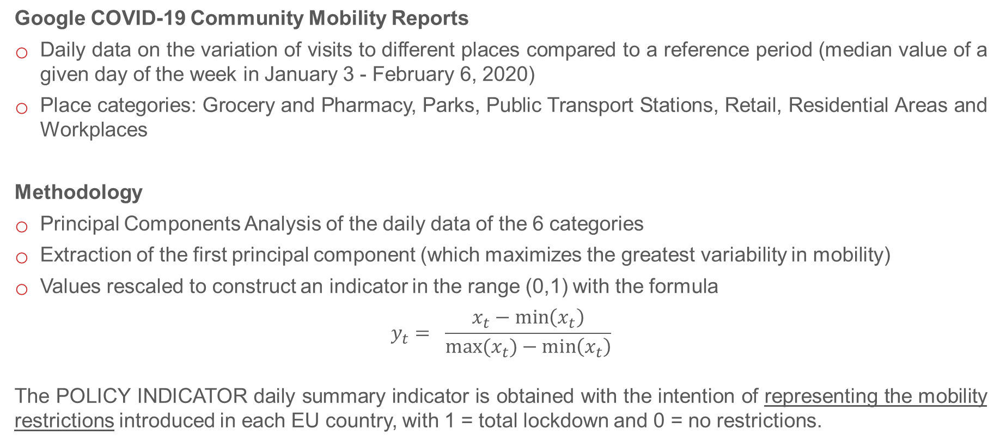 Google COVID-19 Community Mobility Reports
Daily data on the variation of visits to different places compared to a reference period (median value of a
given day of the week in January 3 - February 6, 2020)
Place categories: Grocery and Pharmacy, Parks, Public Transport Stations, Retail, Residential Areas and
Workplaces
Methodology
Principal Components Analysis of the daily data of the 6 categories
Extraction of the first principal component (which maximizes the greatest variability in mobility)
Values rescaled to construct an indicator in the range (0,1) with the formula
y_t = \frac{x_t - min(x_t)}{max(x_t) - min(x_t)}
The POLICY INDICATOR daily summary indicator is obtained with the intention of representing the mobility
restrictions introduced in each EU country, with 1 = total lockdown and 0 = no restrictions.